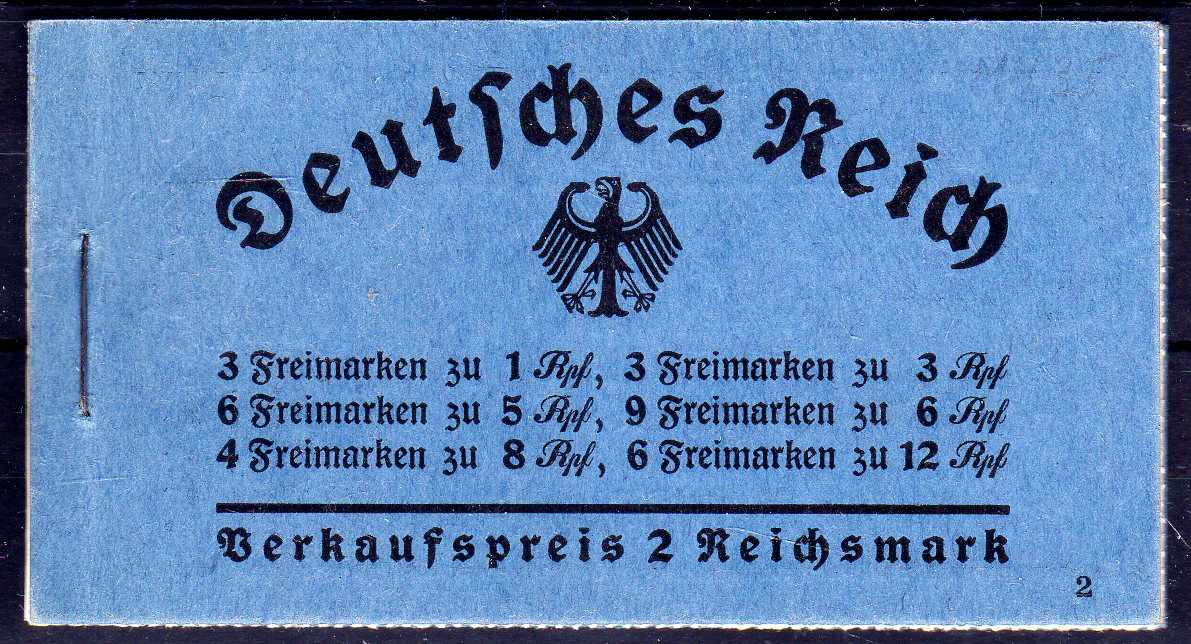 Deutsches Reich
3 Freimarken zu 1 Rpf, 3 Freimarken zu 3 Rpf
6 Freimarken zu 5 Rpf, 9 Freimarken zu 6 Rpf
4 Freimarken zu 8 Rpf, 6 Freimarken zu 12 Rpf
Verkaufspreis 2 Reichsmark
2